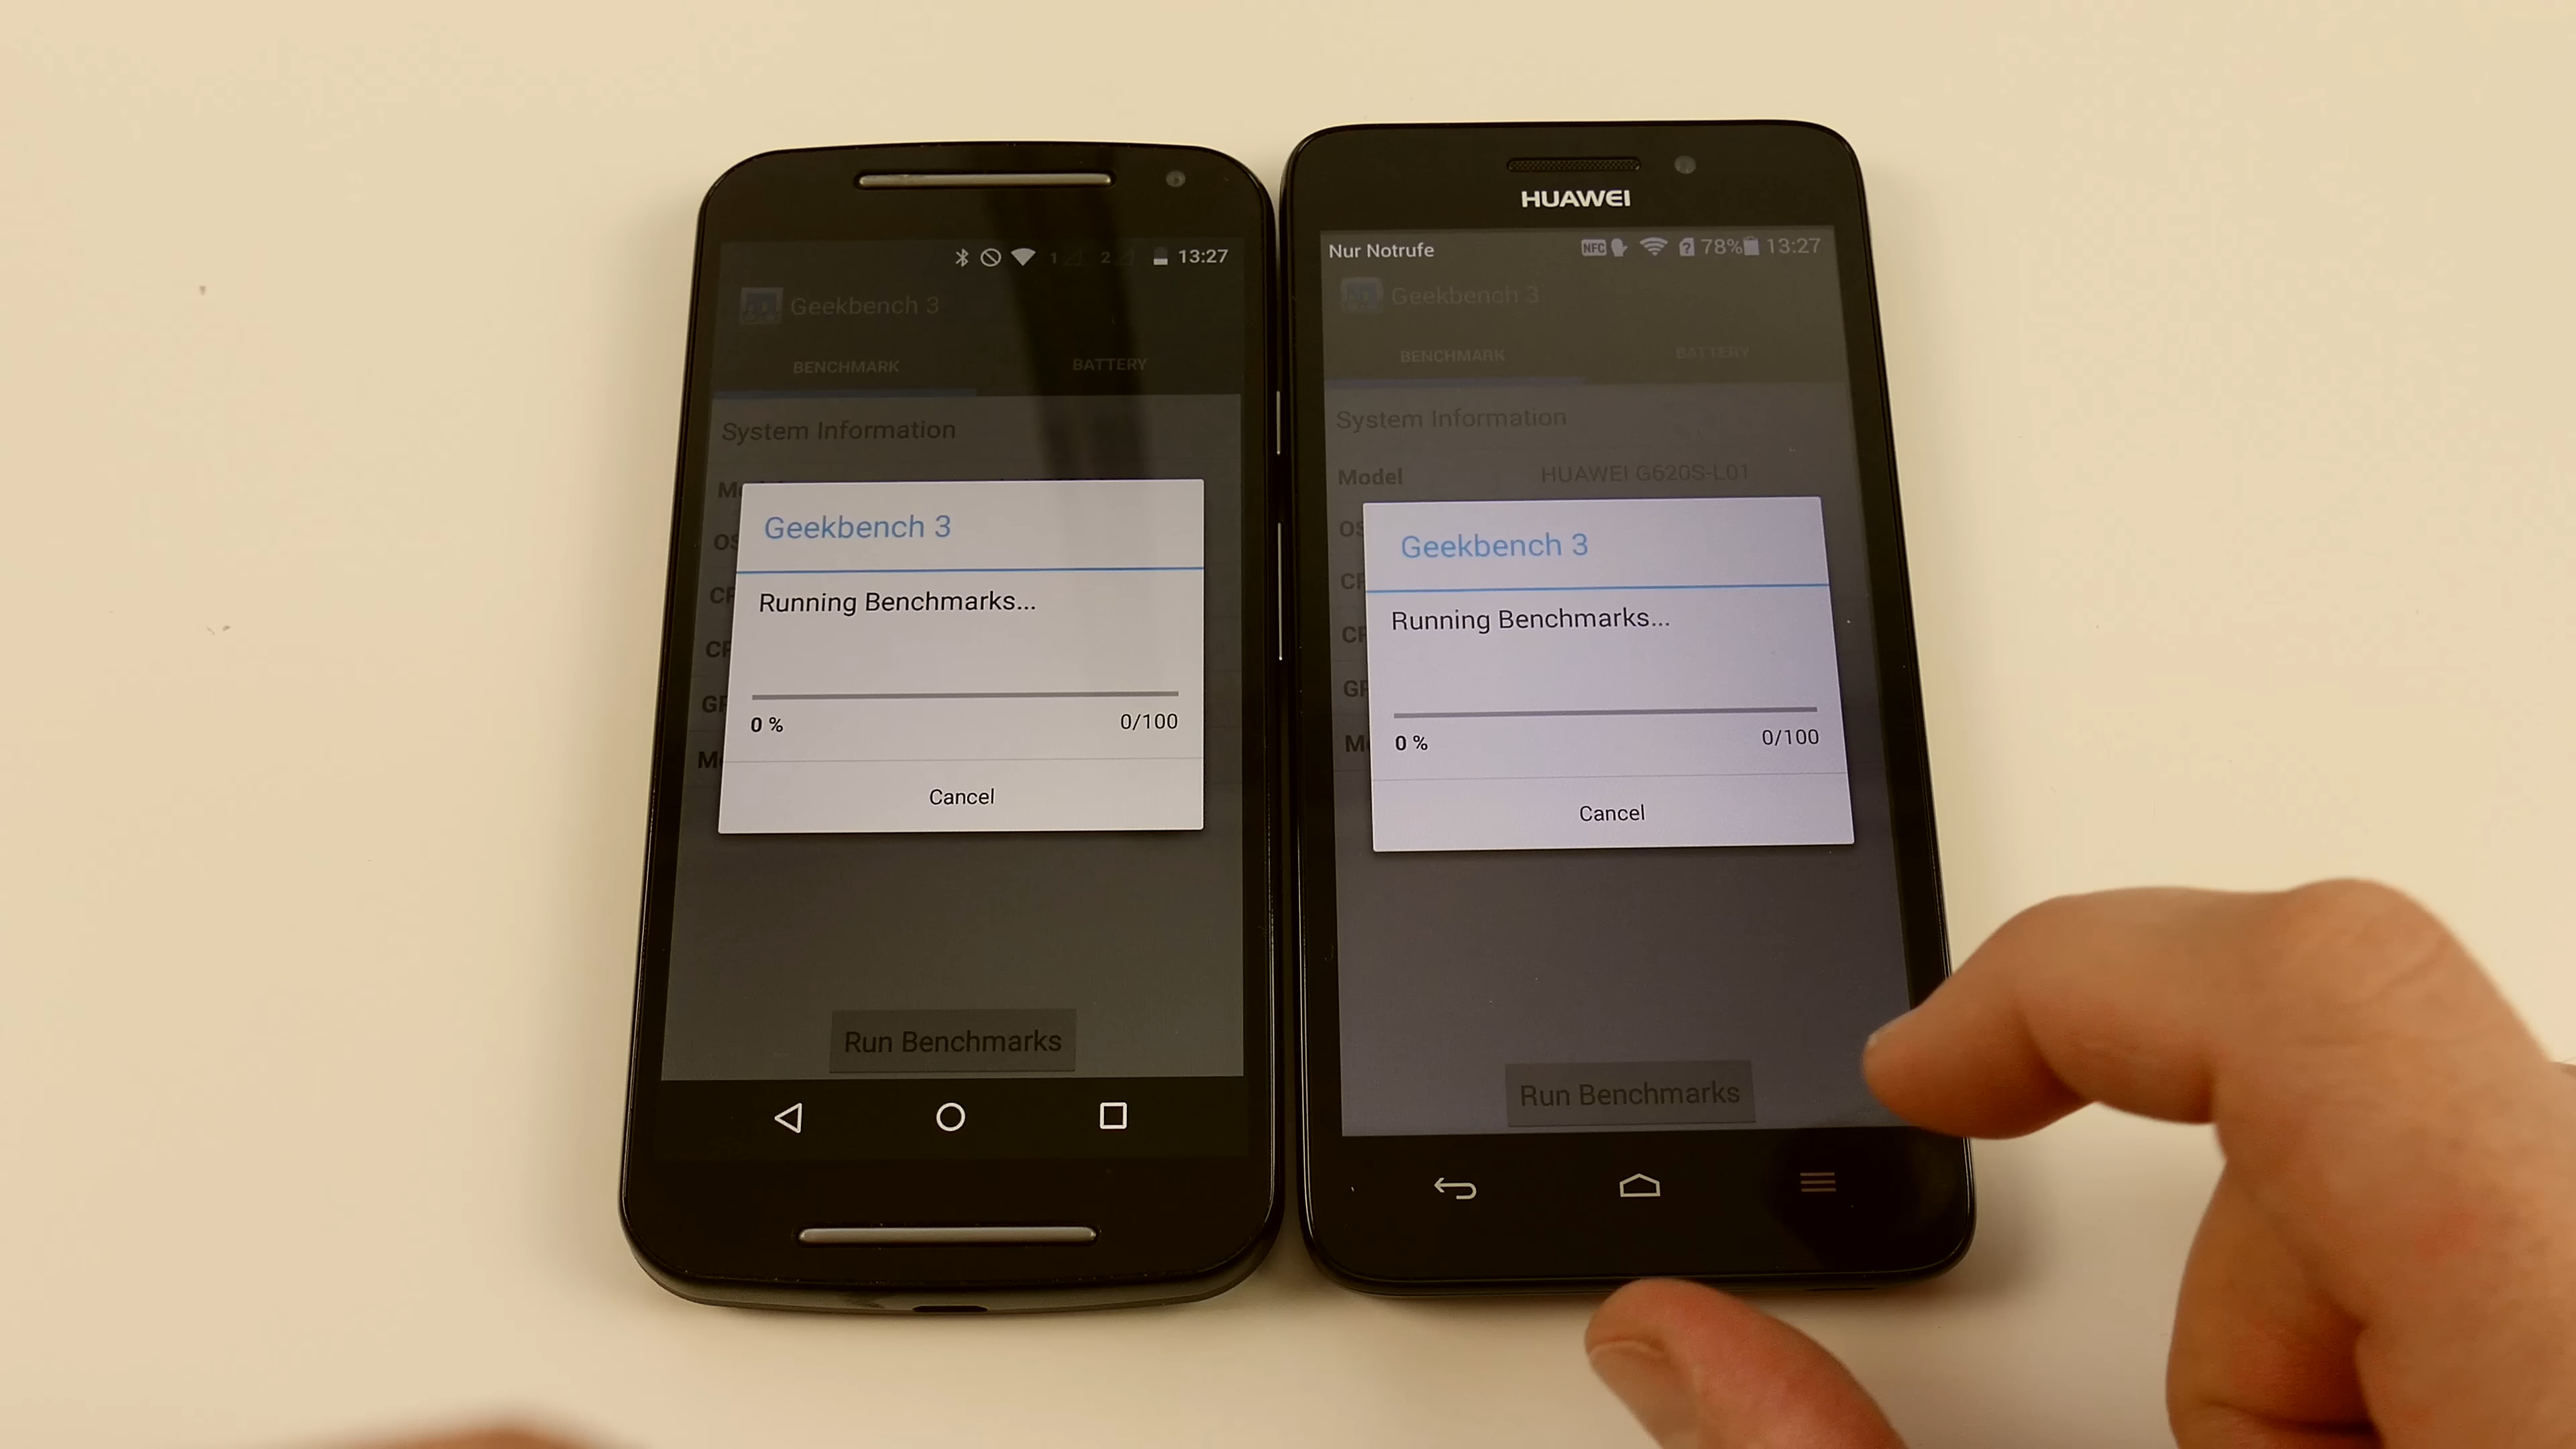 13:27
Geekbench 3
BENCHMARK BATTERY
System Information
Geekbench 3
Running Benchmarks...
0 % 0/100
Cancel
Run Benchmarks
HUAWEI
Nur Notrufe NFC ? 78% 13:27
Geekbench 3
BENCHMARK BATTERY
System Information
Model HUAWEI G620S-L01
Geekbench 3
Running Benchmarks...
0 % 0/100
Cancel
Run Benchmarks